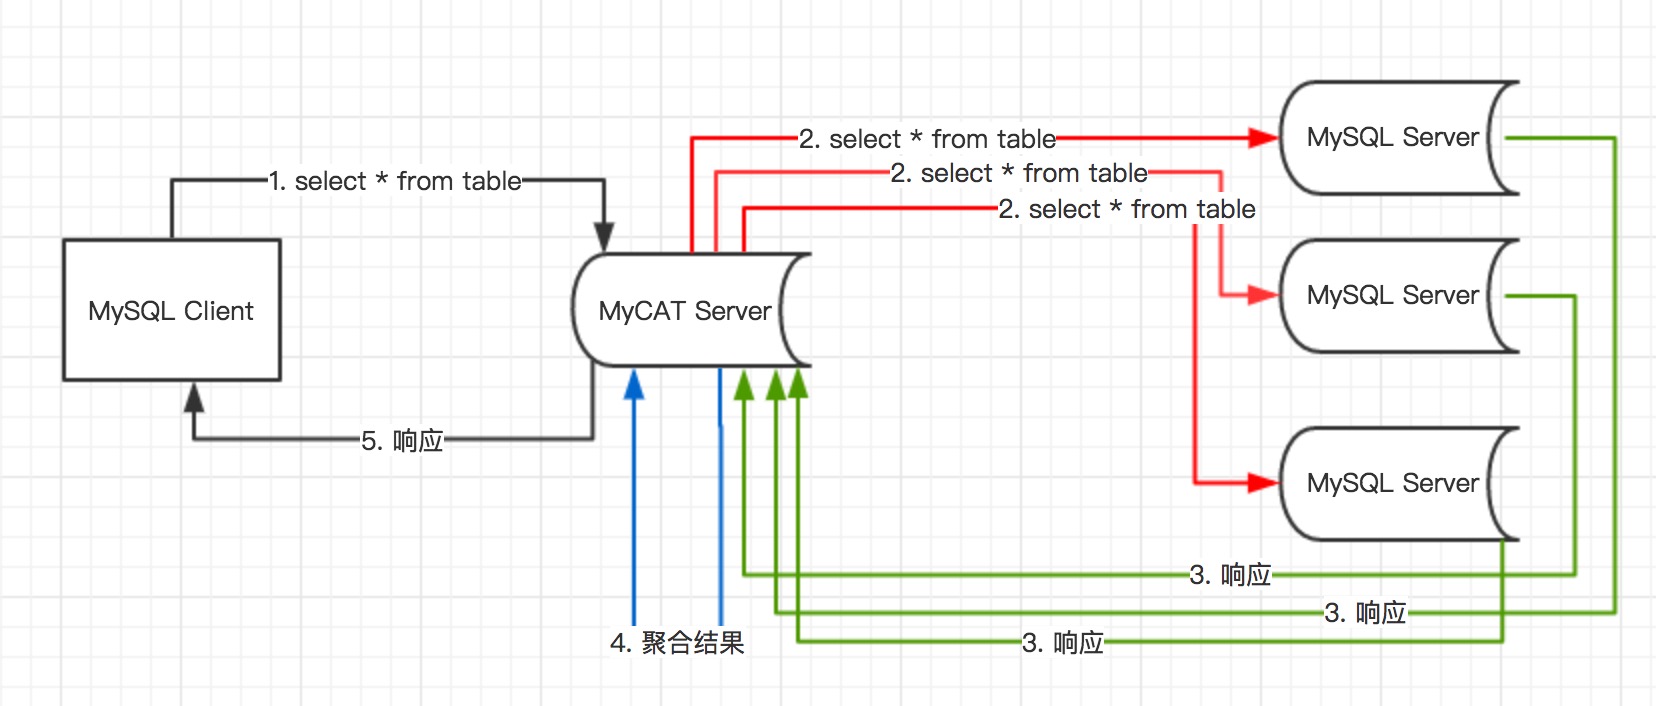 2. select * from table
MySQL Server
2. select * from table
1. select * from table
2. select * from table
MySQL Client
MyCAT Server
MySQL Server
5. 响应
MySQL Server
3. 响应
3. 响应
4. 聚合结果
3. 响应